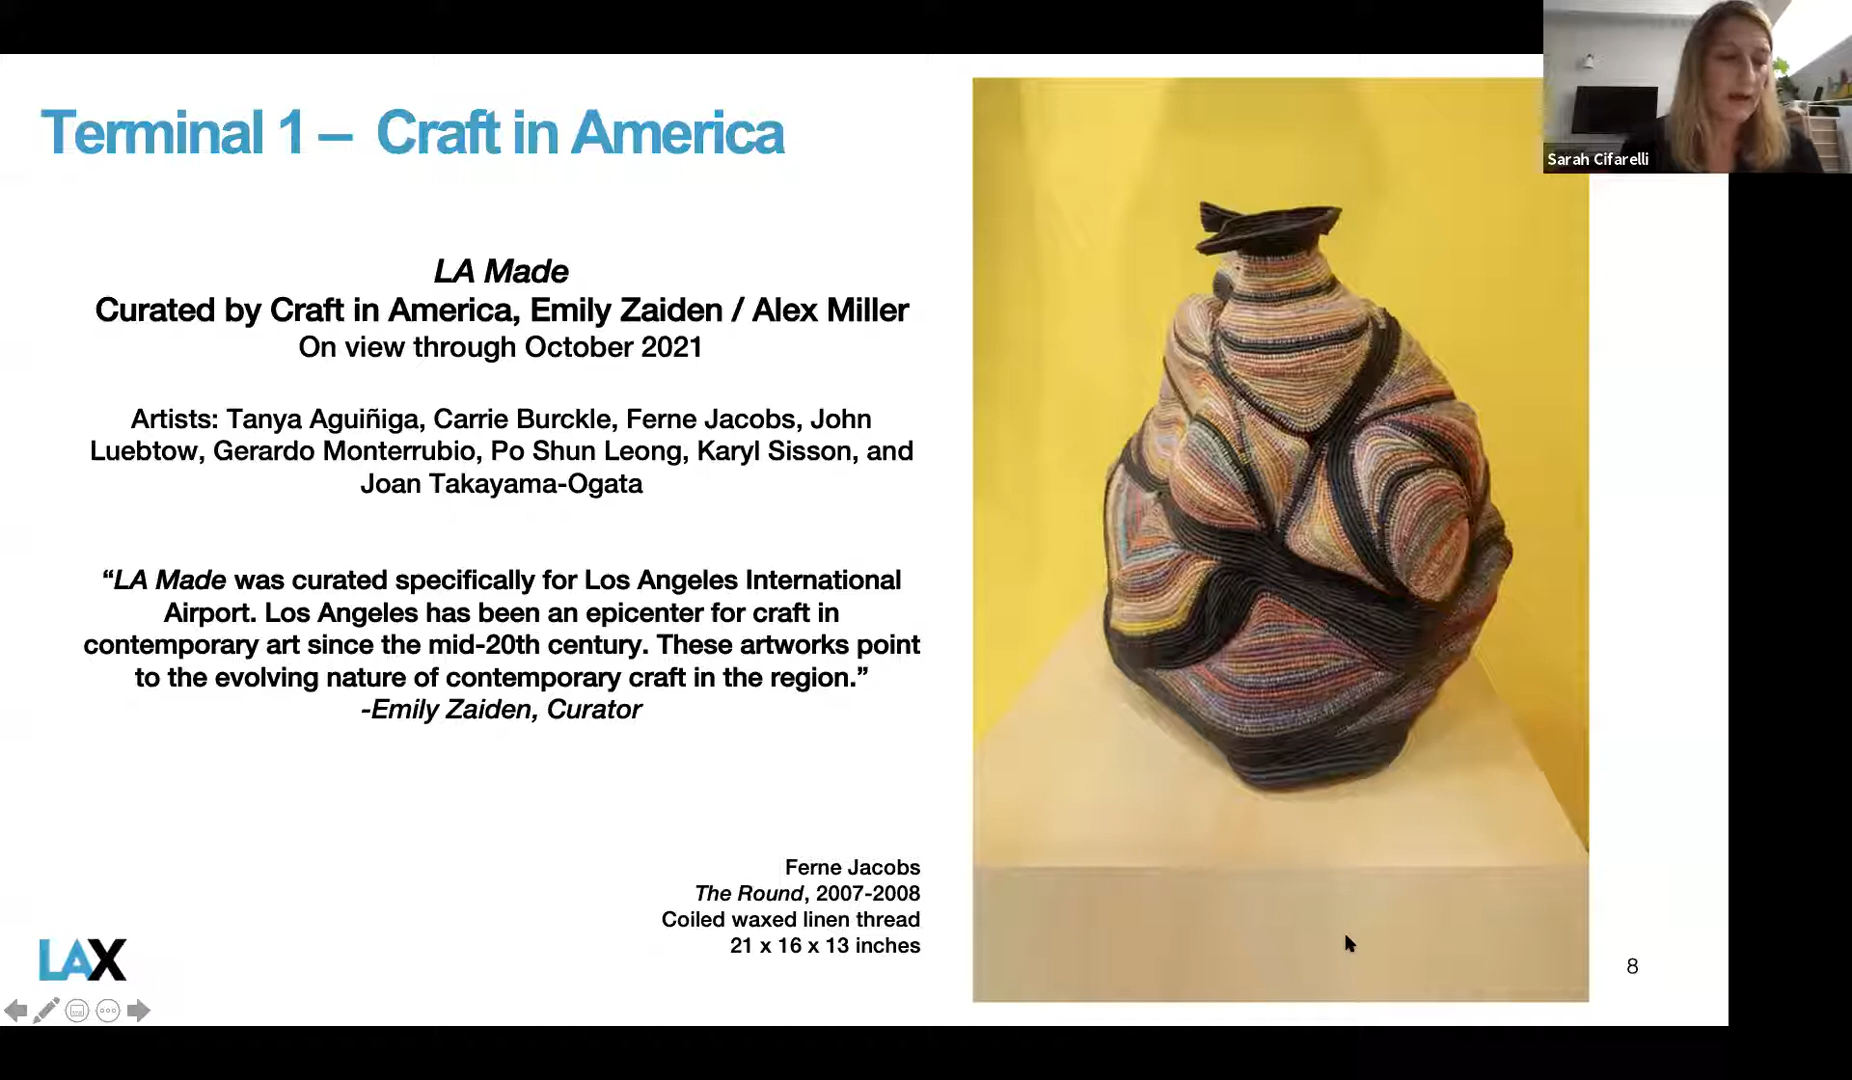 Terminal 1 – Craft in America
Sarah Cifarelli
LA Made
Curated by Craft in America, Emily Zaiden / Alex Miller
On view through October 2021
Artists: Tanya Aguiñiga, Carrie Burckle, Ferne Jacobs, John
Luebtow, Gerardo Monterrubio, Po Shun Leong, Karyl Sisson, and
Joan Takayama-Ogata
“LA Made was curated specifically for Los Angeles International
Airport. Los Angeles has been an epicenter for craft in
contemporary art since the mid-20th century. These artworks point
to the evolving nature of contemporary craft in the region.”
-Emily Zaiden, Curator
Ferne Jacobs
The Round, 2007-2008
Coiled waxed linen thread
21 x 16 x 13 inches
LAX
8